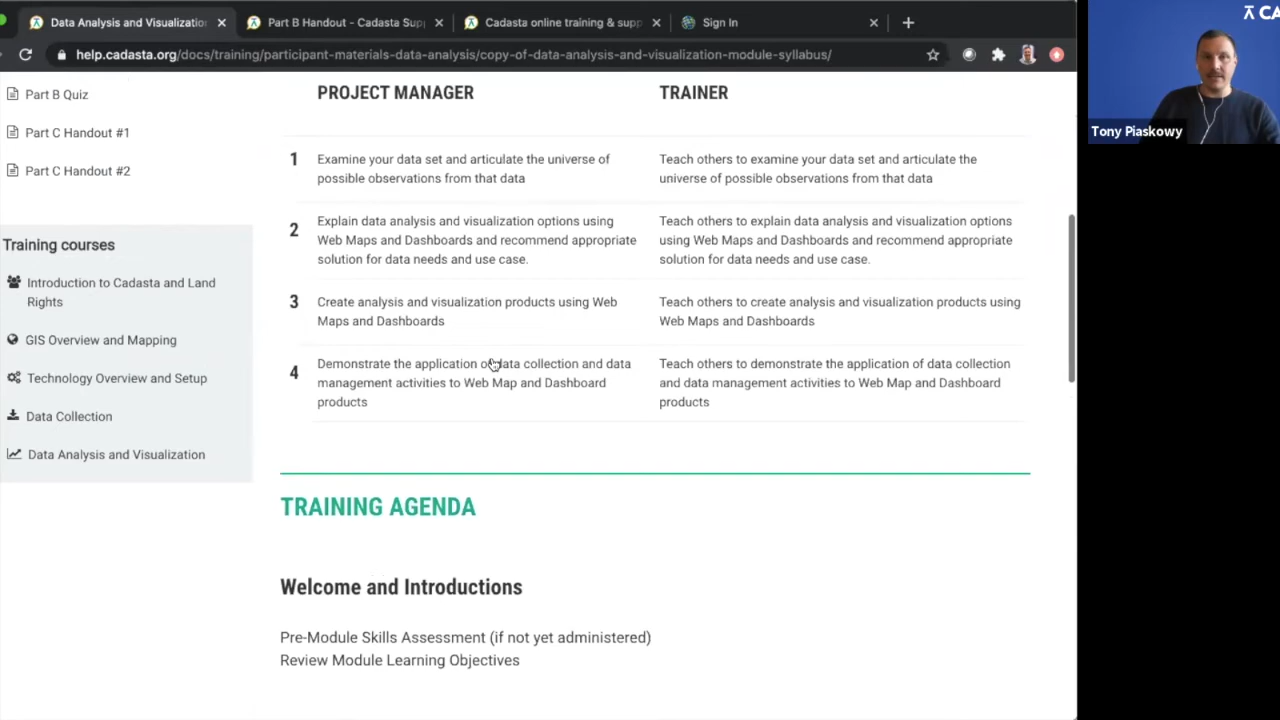 Data Analysis and Visualization
Part B Handout - Cadasta Supp
Cadasta online training & supp
Sign In
help.cadasta.org/docs/training/participant-materials-data-analysis/copy-of-data-analysis-and-visualization-module-syllabus/
CA
Tony Piaskowy
Part B Quiz
Part C Handout #1
Part C Handout #2
Training courses
Introduction to Cadasta and Land
Rights
GIS Overview and Mapping
Technology Overview and Setup
Data Collection
Data Analysis and Visualization
PROJECT MANAGER
TRAINER
1
Examine your data set and articulate the universe of
possible observations from that data
Teach others to examine your data set and articulate the
universe of possible observations from that data
2
Explain data analysis and visualization options using
Web Maps and Dashboards and recommend appropriate
solution for data needs and use case.
Teach others to explain data analysis and visualization options
using Web Maps and Dashboards and recommend appropriate
solution for data needs and use case.
3
Create analysis and visualization products using Web
Maps and Dashboards
Teach others to create analysis and visualization products using
Web Maps and Dashboards
4
Demonstrate the application of data collection and data
management activities to Web Map and Dashboard
products
Teach others to demonstrate the application of data collection
and data management activities to Web Map and Dashboard
products
TRAINING AGENDA
Welcome and Introductions
Pre-Module Skills Assessment (if not yet administered)
Review Module Learning Objectives